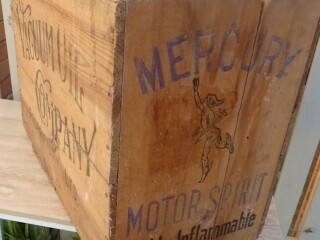 VACUUM OIL
COMPANY
MERCURY
MOTOR SPIRIT
Inflammable